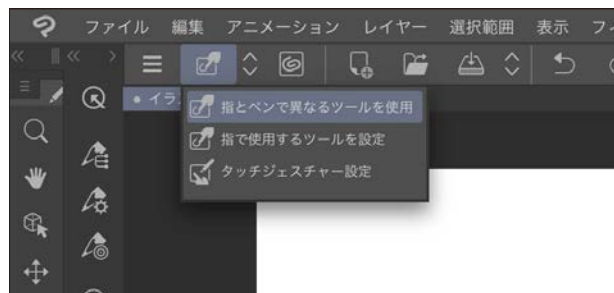 ファイル 編集 アニメーション レイヤー 選択範囲 表示
指とペンで異なるツールを使用
指で使用するツールを設定
タッチジェスチャー設定